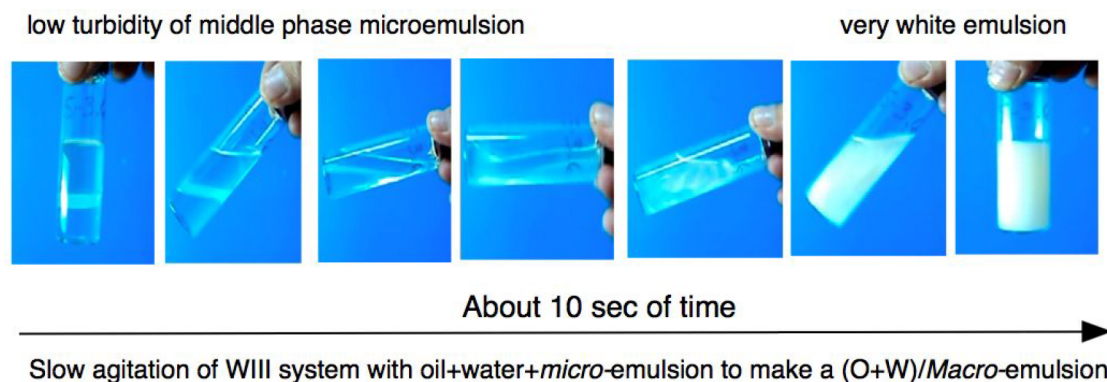 low turbidity of middle phase microemulsion
very white emulsion
About 10 sec of time
Slow agitation of WIII system with oil+water+micro-emulsion to make a (O+W)/Macro-emulsion